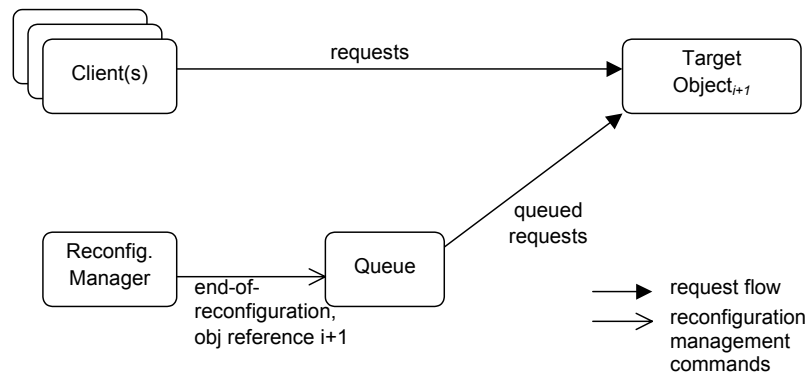 requests
Client(s)
Target
Object_{i+1}
queued
requests
Reconfig.
Manager
Queue
end-of-
reconfiguration,
obj reference i+1
request flow
reconfiguration
management
commands